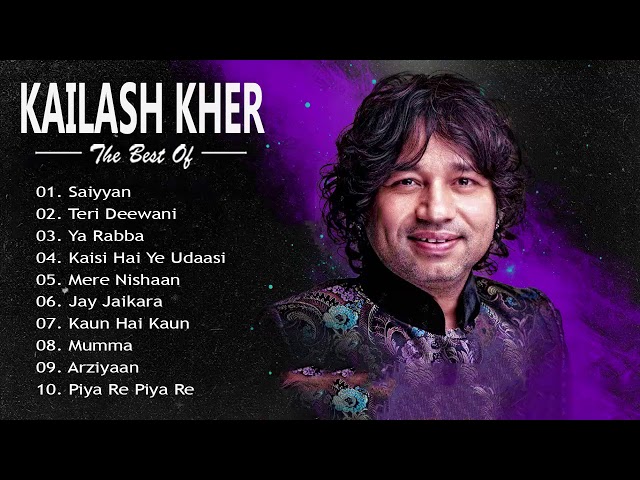 KAILASH KHER
The Best Of
01. Saiyyan
02. Teri Deewani
03. Ya Rabba
04. Kaisi Hai Ye Udaasi
05. Mere Nishaan
06. Jay Jaikara
07. Kaun Hai Kaun
08. Mumma
09. Arziyaan
10. Piya Re Piya Re